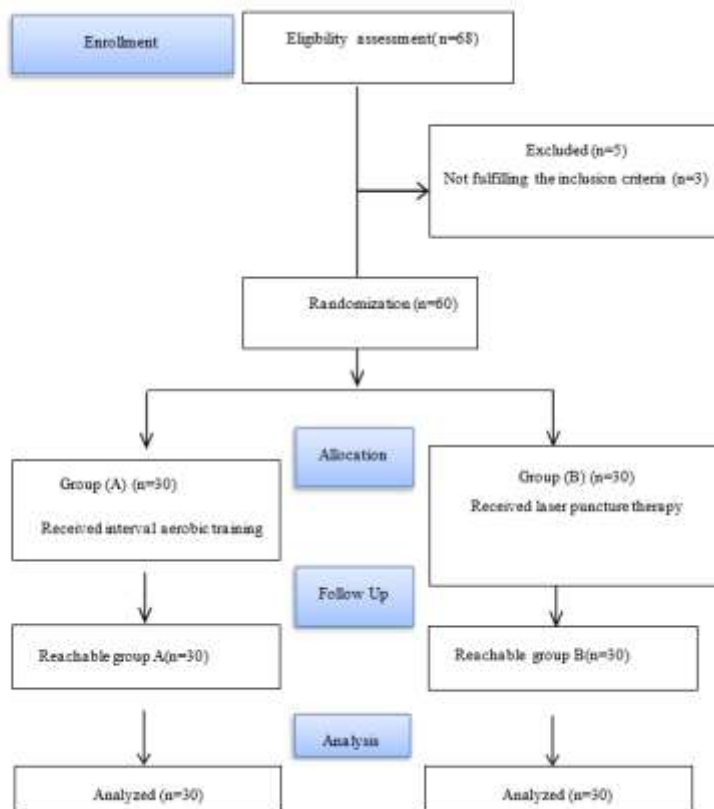 Enrollment
Eligibility assessment(n=68)
Excluded (n=5)
Not fulfilling the inclusion criteria (n=3)
Randomization (n=60)
Allocation
Group (A) (n=30)
Received interval aerobic training
Group (B) (n=30)
Received laser puncture therapy
Follow Up
Reachable group A(n=30)
Reachable group B(n=30)
Analysis
Analyzed (n=30)
Analyzed (n=30)